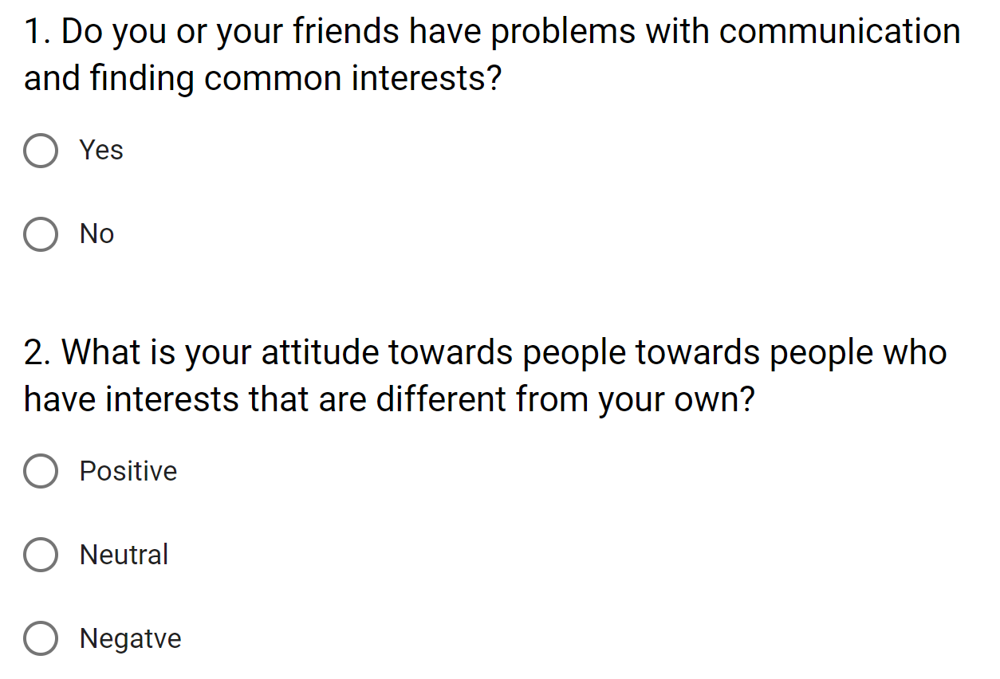 1. Do you or your friends have problems with communication
and finding common interests?
Yes
No
2. What is your attitude towards people towards people who
have interests that are different from your own?
Positive
Neutral
Negatve